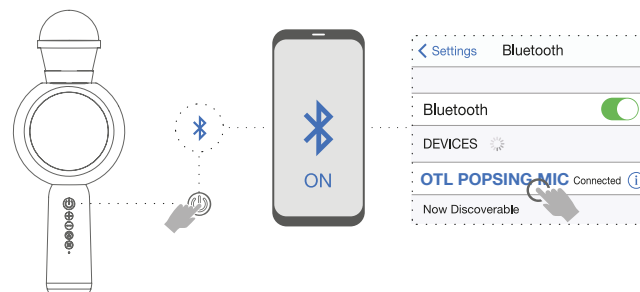 ON
Settings Bluetooth
Bluetooth
DEVICES
OTL POPSING MIC Connected i
Now Discoverable